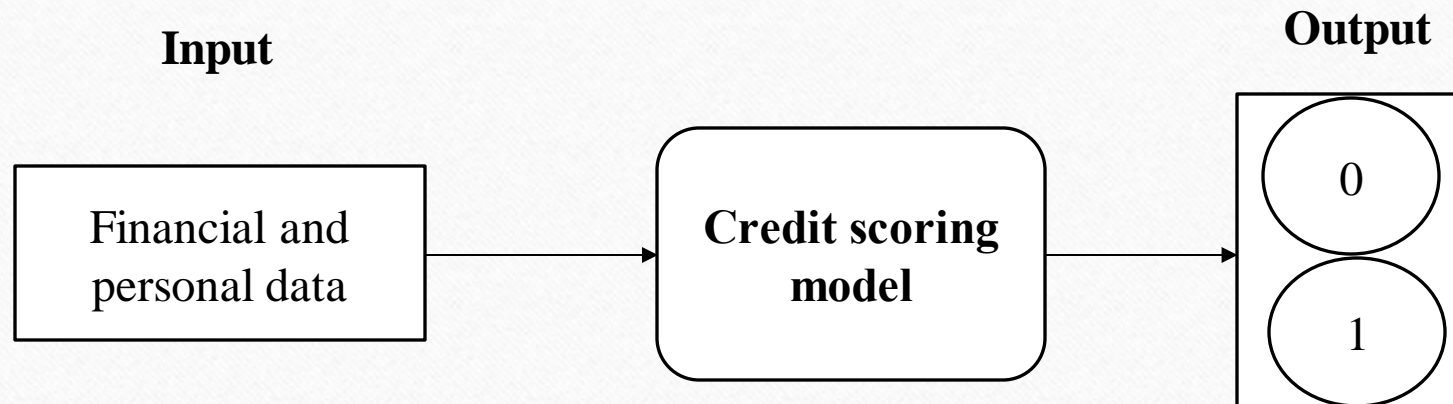 Input
Output
Financial and
personal data
Credit scoring
model
0
1